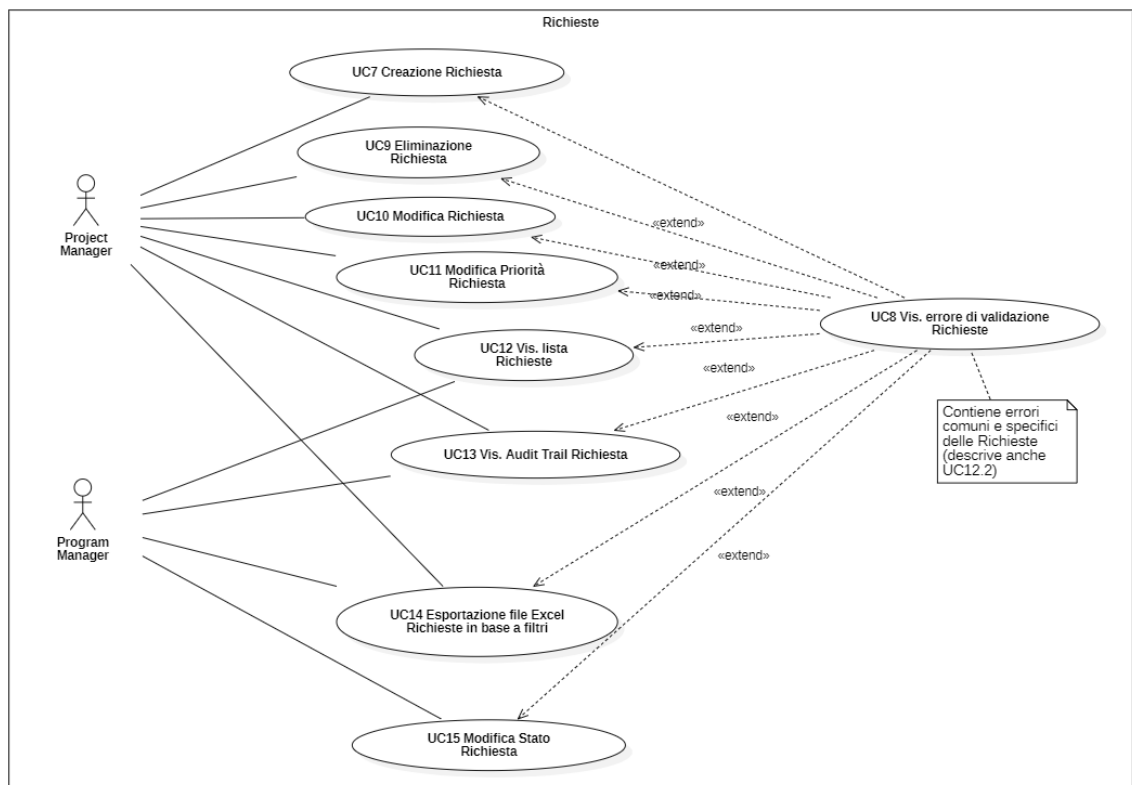 Richieste
UC7 Creazione Richiesta
UC9 Eliminazione
Richiesta
UC10 Modifica Richiesta
Project
Manager
UC11 Modifica Priorità
Richiesta
UC12 Vis. lista
Richieste
UC13 Vis. Audit Trail Richiesta
Program
Manager
UC14 Esportazione file Excel
Richieste in base a filtri
UC15 Modifica Stato
Richiesta
«extend»
«extend»
«extend»
«extend»
«extend»
«extend»
«extend»
«extend»
UC8 Vis. errore di validazione
Richieste
Contiene errori
comuni e specifici
delle Richieste
(descrive anche
UC12.2)